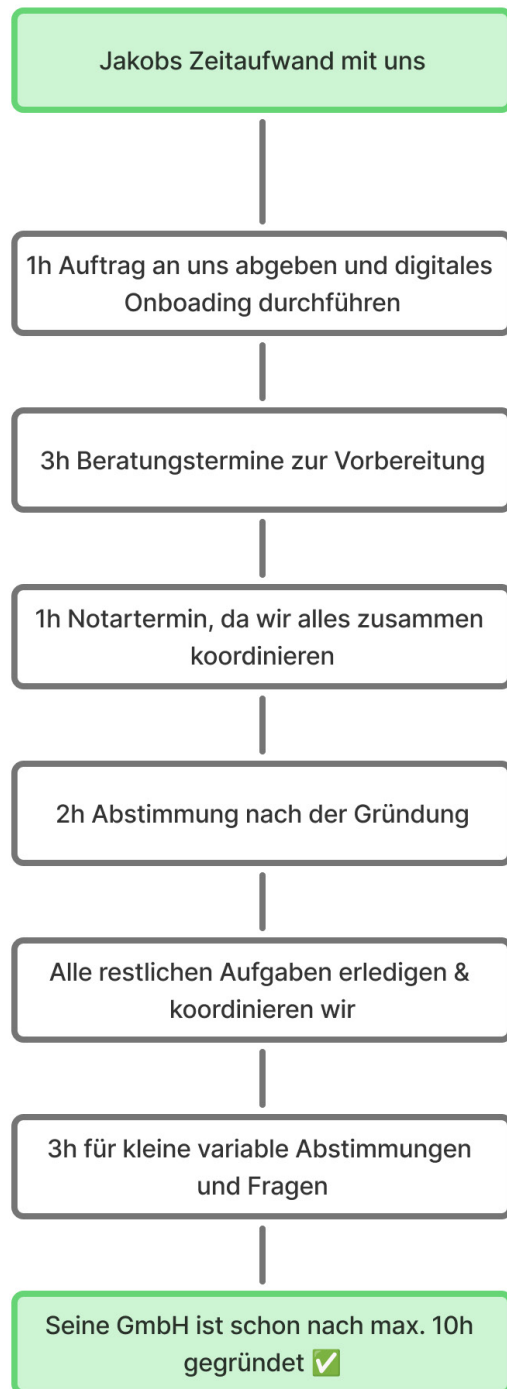 Jakobs Zeitaufwand mit uns
1h Auftrag an uns abgeben und digitales
Onboading durchführen
3h Beratungstermine zur Vorbereitung
1h Notartermin, da wir alles zusammen
koordinieren
2h Abstimmung nach der Gründung
Alle restlichen Aufgaben erledigen &
koordinieren wir
3h für kleine variable Abstimmungen
und Fragen
Seine GmbH ist schon nach max. 10h
gegründet ✅